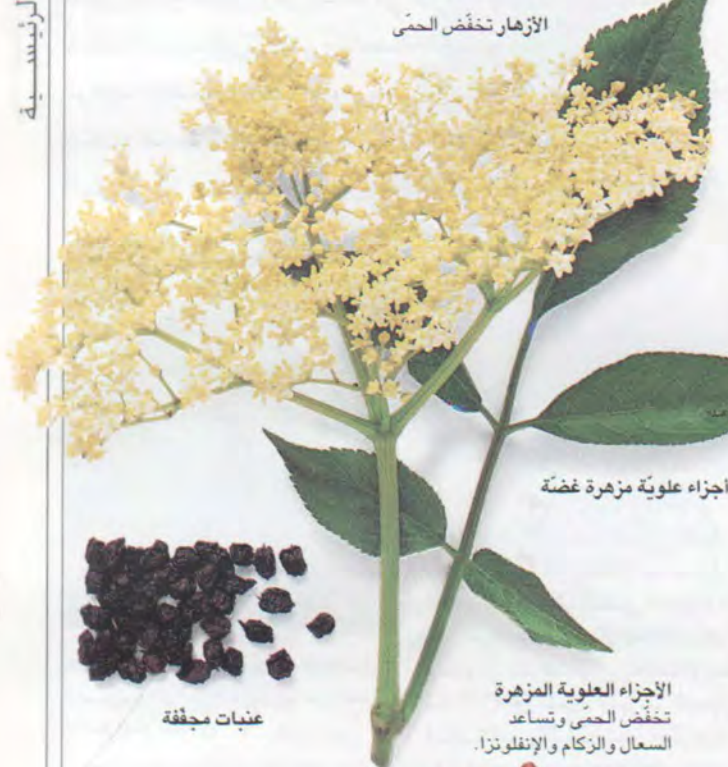 الرئيسية
الأزهار تخفّض الحمّى
أجزاء علويّة مزهرة غضّة
عنبات مجفّفة
الأجزاء العلوية المزهرة
تخفّض الحمّى وتساعد
السعال والزكام والإنفلونزا.